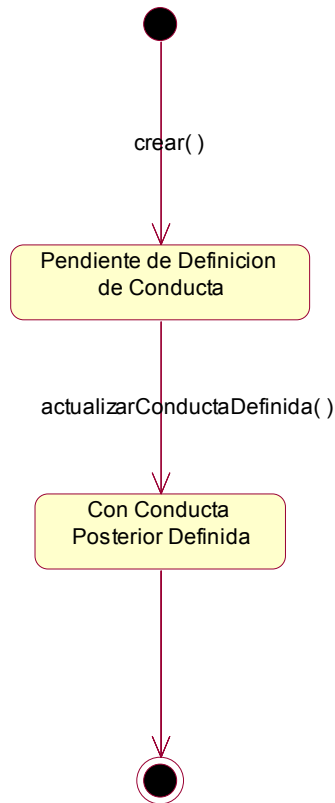 crear( )
Pendiente de Definicion
de Conducta
actualizarConductaDefinida( )
Con Conducta
Posterior Definida